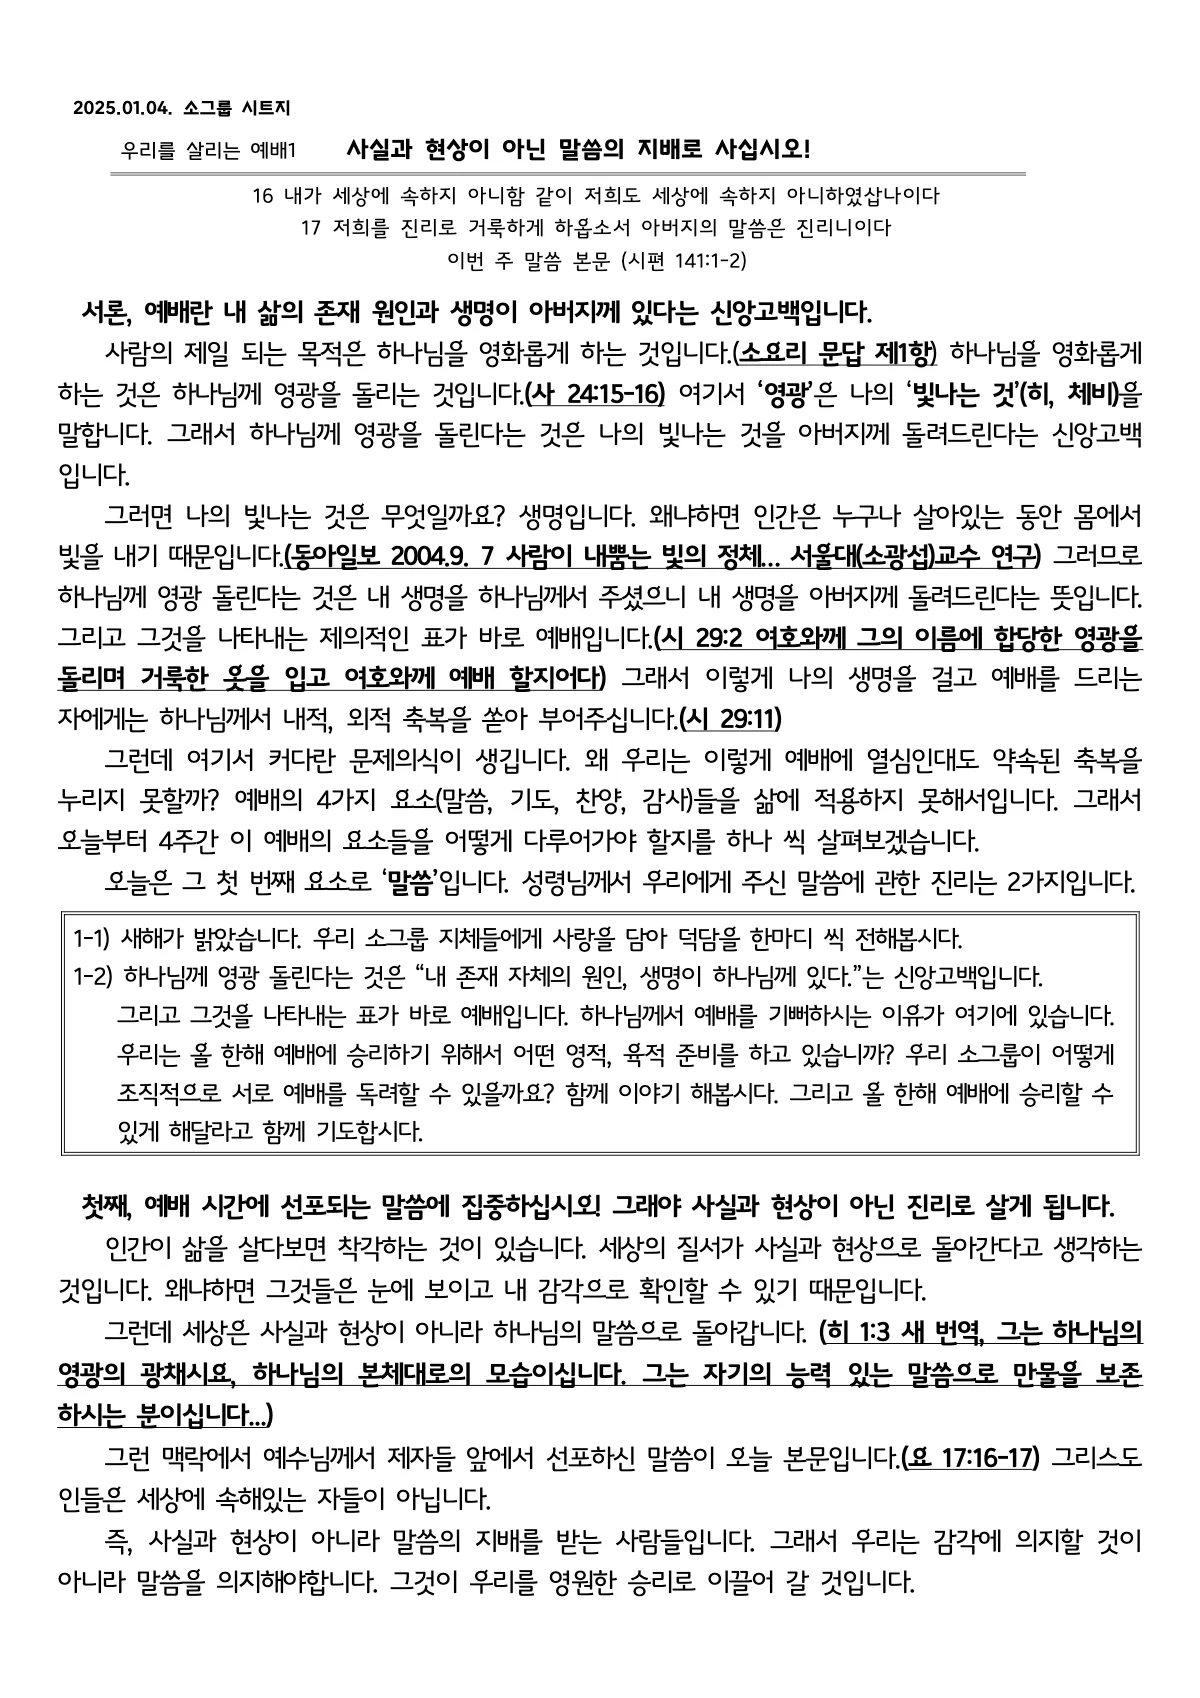 2025.01.04. 소그룹 시트지
우리를 살리는 예배1 사실과 현상이 아닌 말씀의 지배로 사십시오!
16 내가 세상에 속하지 아니함 같이 저희도 세상에 속하지 아니하였삽나이다
17 저희를 진리로 거룩하게 하옵소서 아버지의 말씀은 진리니이다
이번 주 말씀 본문 (시편 141:1-2)
서론, 예배란 내 삶의 존재 원인과 생명이 아버지께 있다는 신앙고백입니다.
사람의 제일 되는 목적은 하나님을 영화롭게 하는 것입니다.(소요리 문답 제1항) 하나님을 영화롭게
하는 것은 하나님께 영광을 돌리는 것입니다.(사 24:15-16) 여기서 ‘영광’은 나의 ‘빛나는 것’(히, 체비)을
말합니다. 그래서 하나님께 영광을 돌린다는 것은 나의 빛나는 것을 아버지께 돌려드린다는 신앙고백
입니다.
그러면 나의 빛나는 것은 무엇일까요? 생명입니다. 왜냐하면 인간은 누구나 살아있는 동안 몸에서
빛을 내기 때문입니다.(동아일보 2004.9. 7 사람이 내뿜는 빛의 정체… 서울대(소광섭)교수 연구) 그러므로
하나님께 영광 돌린다는 것은 내 생명을 하나님께서 주셨으니 내 생명을 아버지께 돌려드린다는 뜻입니다.
그리고 그것을 나타내는 제의적인 표가 바로 예배입니다.(시 29:2 여호와께 그의 이름에 합당한 영광을
돌리며 거룩한 옷을 입고 여호와께 예배 할지어다) 그래서 이렇게 나의 생명을 걸고 예배를 드리는
자에게는 하나님께서 내적, 외적 축복을 쏟아 부어주십니다.(시 29:11)
그런데 여기서 커다란 문제의식이 생깁니다. 왜 우리는 이렇게 예배에 열심인대도 약속된 축복을
누리지 못할까? 예배의 4가지 요소(말씀, 기도, 찬양, 감사)들을 삶에 적용하지 못해서입니다. 그래서
오늘부터 4주간 이 예배의 요소들을 어떻게 다루어가야 할지를 하나 씩 살펴보겠습니다.
오늘은 그 첫 번째 요소로 ‘말씀’입니다. 성령님께서 우리에게 주신 말씀에 관한 진리는 2가지입니다.
1-1) 새해가 밝았습니다. 우리 소그룹 지체들에게 사랑을 담아 덕담을 한마디 씩 전해봅시다.
1-2) 하나님께 영광 돌린다는 것은 “내 존재 자체의 원인, 생명이 하나님께 있다.”는 신앙고백입니다.
그리고 그것을 나타내는 표가 바로 예배입니다. 하나님께서 예배를 기뻐하시는 이유가 여기에 있습니다.
우리는 올 한해 예배에 승리하기 위해서 어떤 영적, 육적 준비를 하고 있습니까? 우리 소그룹이 어떻게
조직적으로 서로 예배를 독려할 수 있을까요? 함께 이야기 해봅시다. 그리고 올 한해 예배에 승리할 수
있게 해달라고 함께 기도합시다.
첫째, 예배 시간에 선포되는 말씀에 집중하십시오! 그래야 사실과 현상이 아닌 진리로 살게 됩니다.
인간이 삶을 살다보면 착각하는 것이 있습니다. 세상의 질서가 사실과 현상으로 돌아간다고 생각하는
것입니다. 왜냐하면 그것들은 눈에 보이고 내 감각으로 확인할 수 있기 때문입니다.
그런데 세상은 사실과 현상이 아니라 하나님의 말씀으로 돌아갑니다. (히 1:3 새 번역, 그는 하나님의
영광의 광채시요, 하나님의 본체대로의 모습이십니다. 그는 자기의 능력 있는 말씀으로 만물을 보존
하시는 분이십니다...)
그런 맥락에서 예수님께서 제자들 앞에서 선포하신 말씀이 오늘 본문입니다.(요 17:16-17) 그리스도
인들은 세상에 속해있는 자들이 아닙니다.
즉, 사실과 현상이 아니라 말씀의 지배를 받는 사람들입니다. 그래서 우리는 감각에 의지할 것이
아니라 말씀을 의지해야합니다. 그것이 우리를 영원한 승리로 이끌어 갈 것입니다.